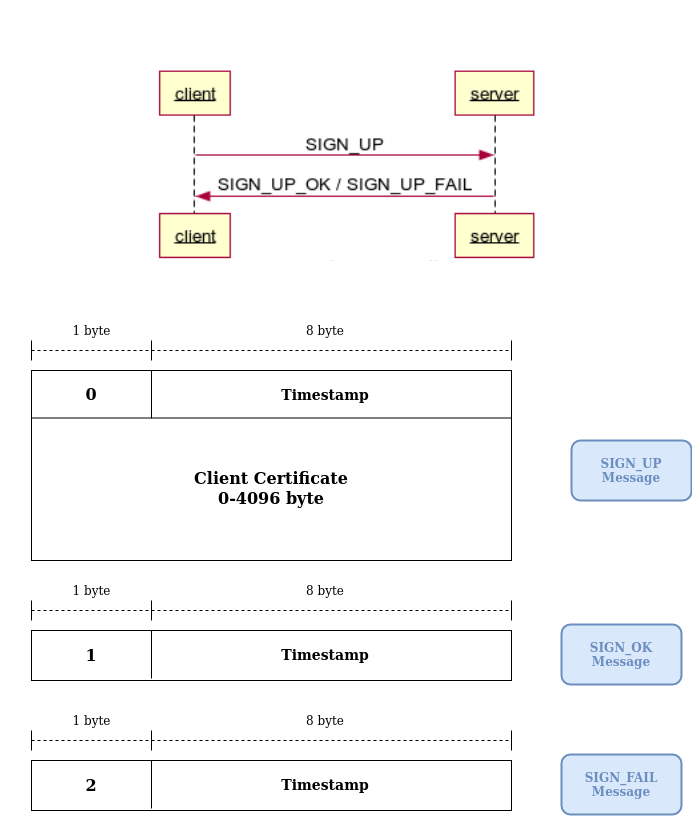 client server
SIGN_UP
SIGN_UP_OK / SIGN_UP_FAIL
client server
1 byte 8 byte
0 Timestamp
Client Certificate
0-4096 byte
SIGN_UP
Message
1 byte 8 byte
1 Timestamp
SIGN_OK
Message
1 byte 8 byte
2 Timestamp
SIGN_FAIL
Message